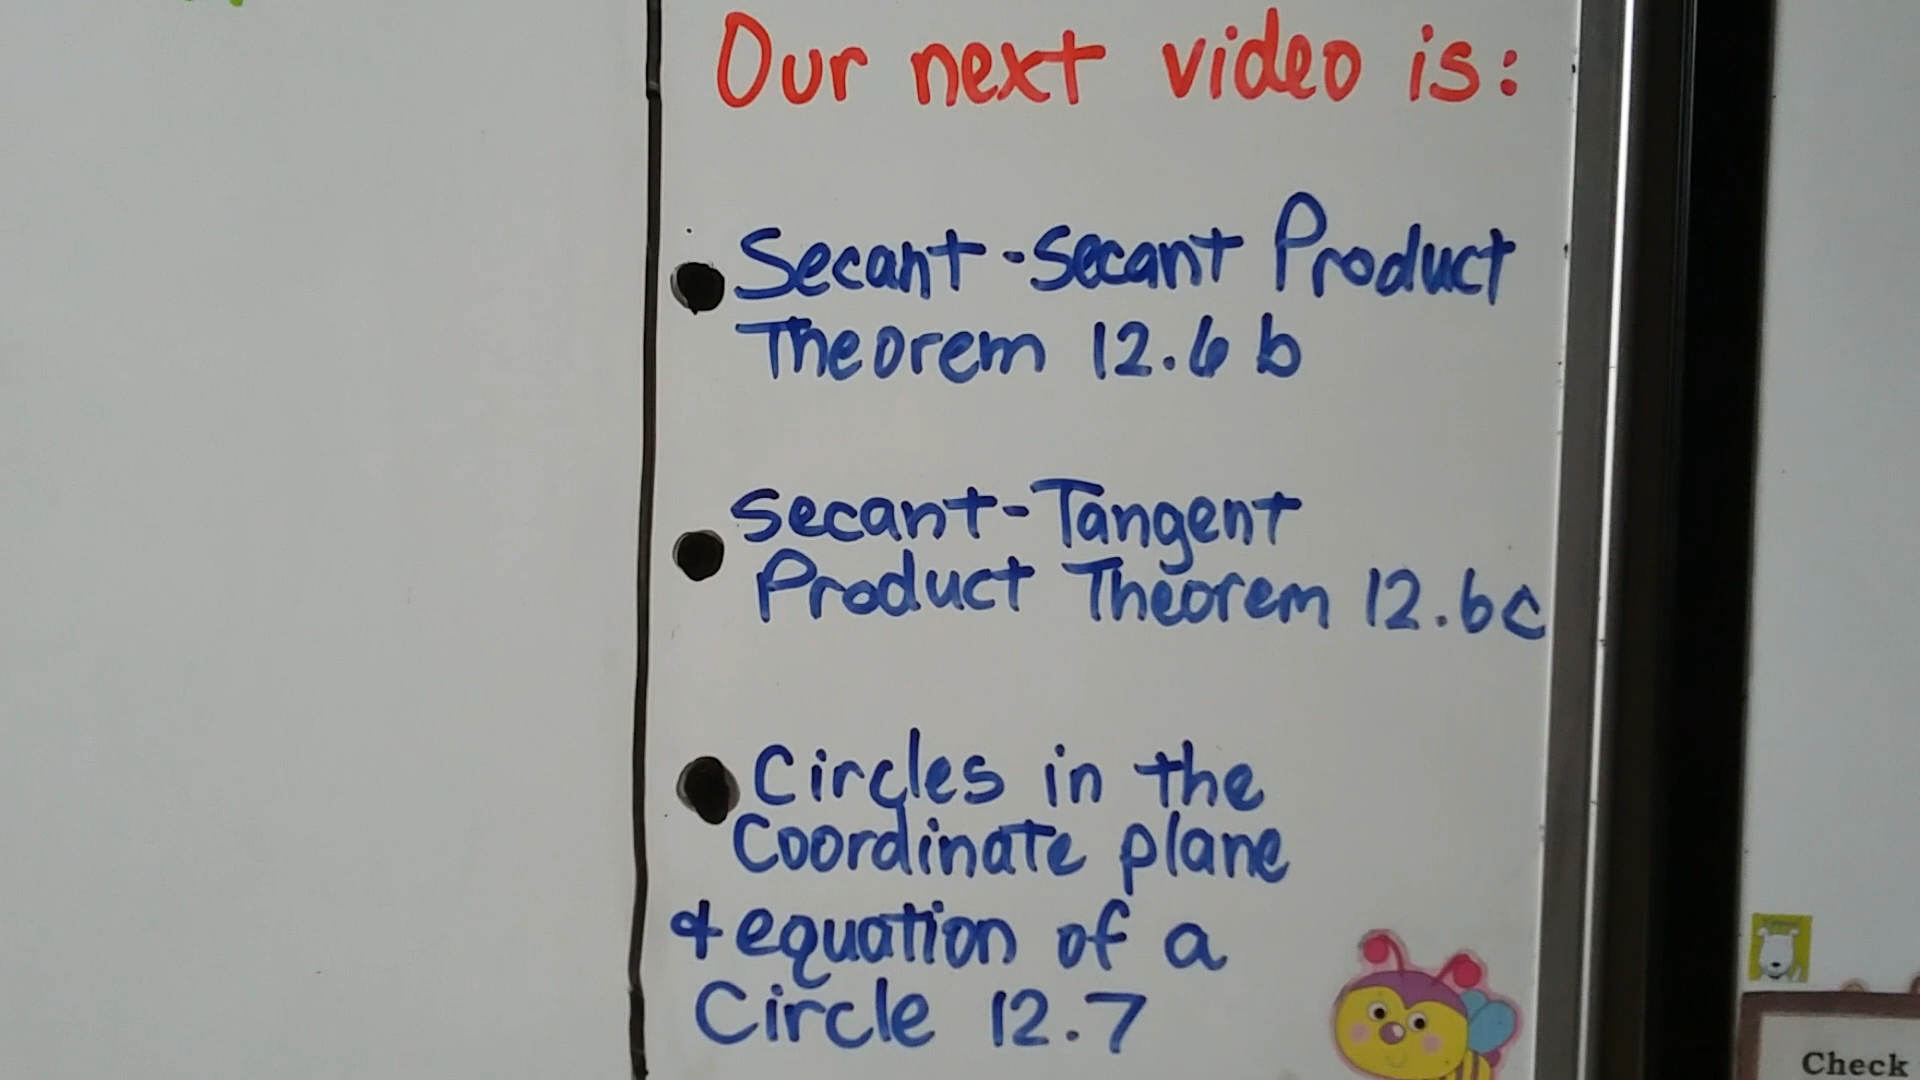 Our next video is:
Secant-Secant Product
Theorem 12.6 b
Secant-Tangent
Product Theorem 12.6c
Circles in the
Coordinate plane
& equation of a
Circle 12.7
Check